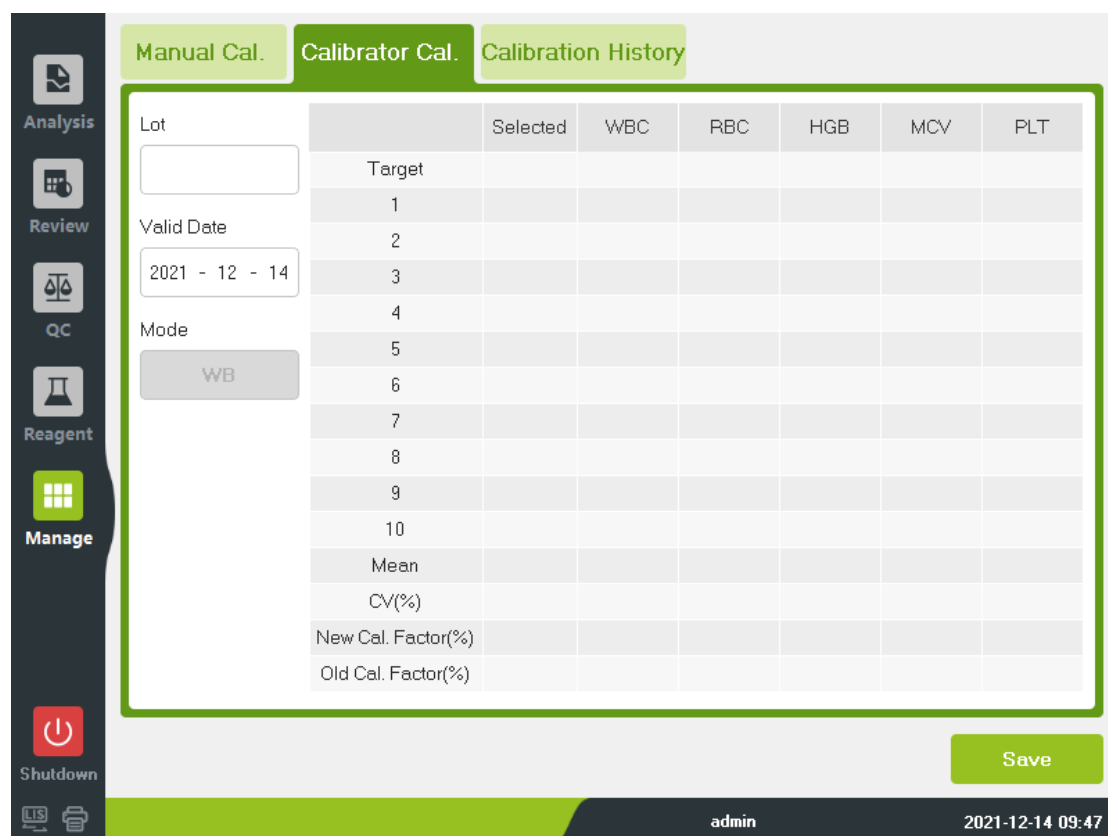 Manual Cal. Calibrator Cal. Calibration History
Analysis
Review
QC
Reagent
Manage
Shutdown
LIS
Lot
Valid Date
2021 - 12 - 14
Mode
WB
Selected WBC RBC HGB MCV PLT
Target
1
2
3
4
5
6
7
8
9
10
Mean
CV(%)
New Cal. Factor(%)
Old Cal. Factor(%)
Save
admin 2021-12-14 09:47